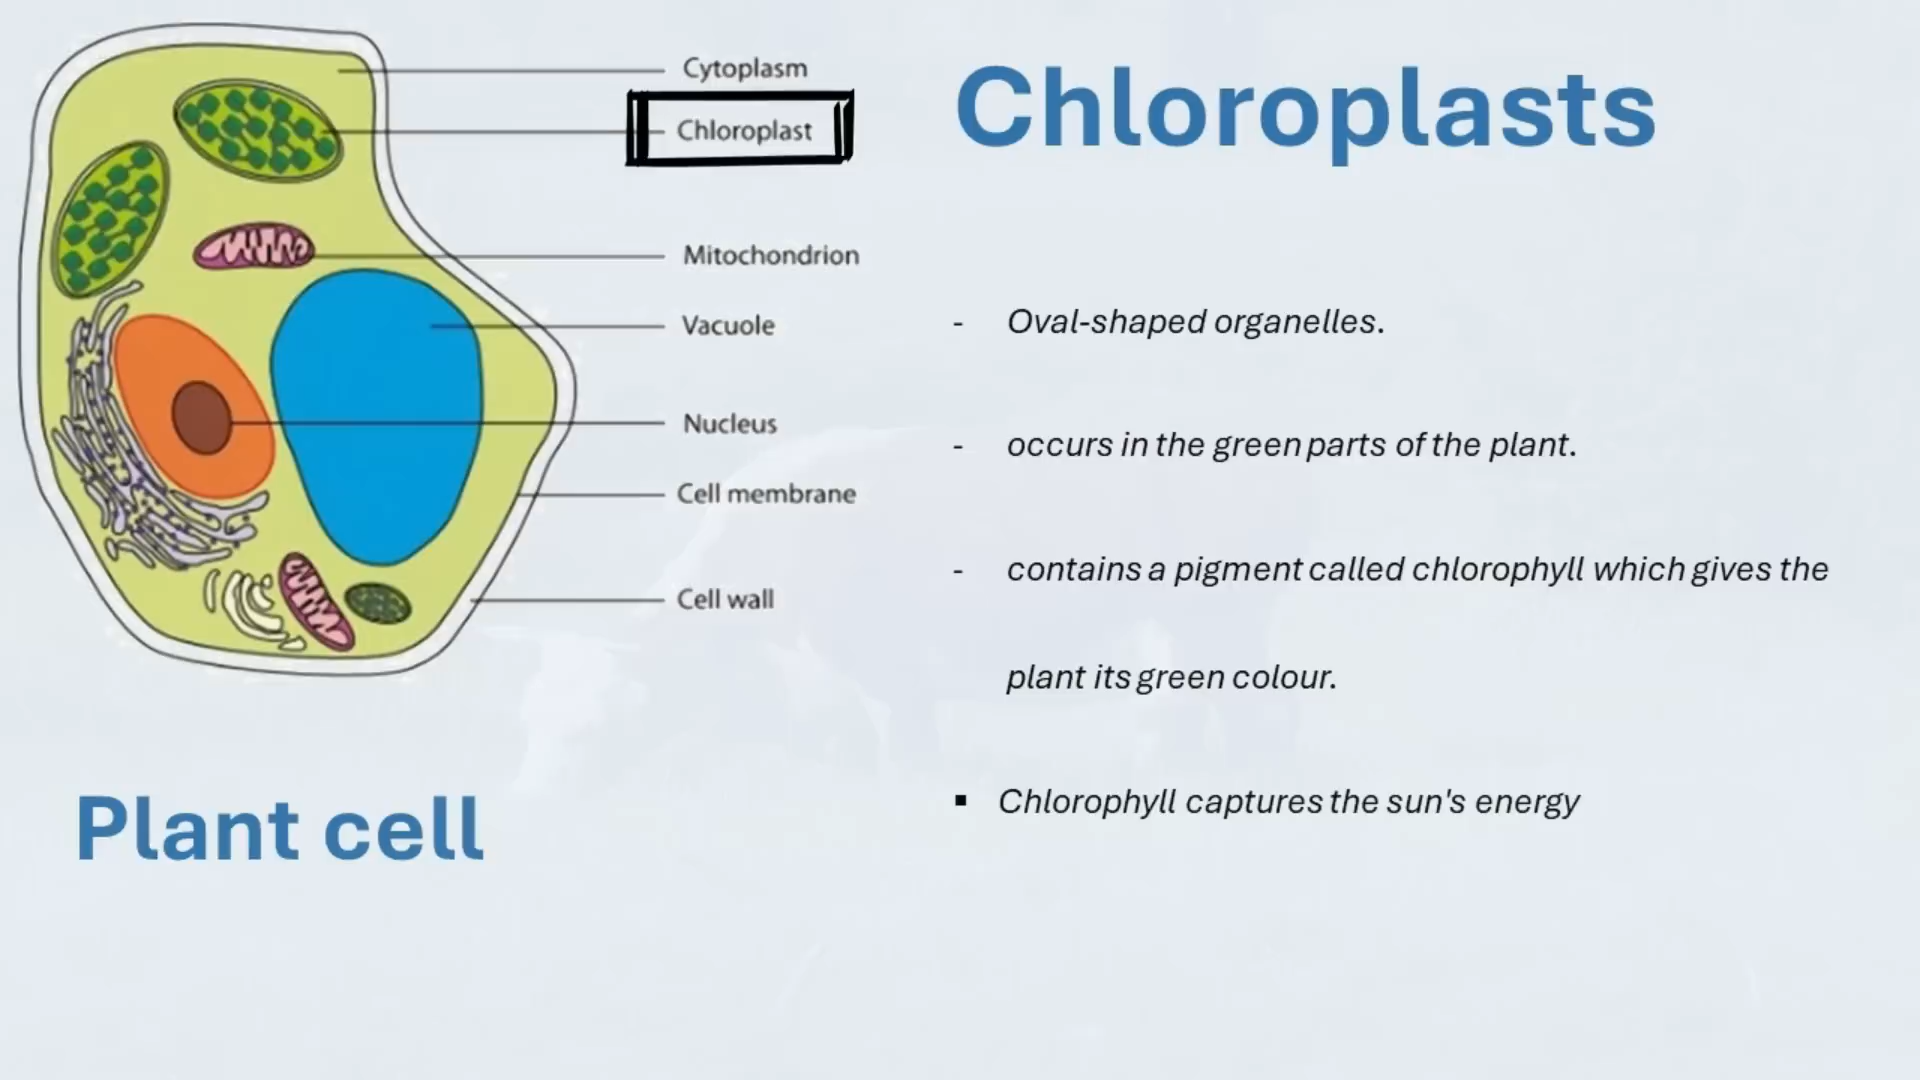 Cytoplasm
Chloroplast
Mitochondrion
Vacuole
Nucleus
Cell membrane
Cell wall
Plant cell
Chloroplasts
- Oval-shaped organelles.
- occurs in the green parts of the plant.
- contains a pigment called chlorophyll which gives the
plant its green colour.
▪ Chlorophyll captures the sun's energy